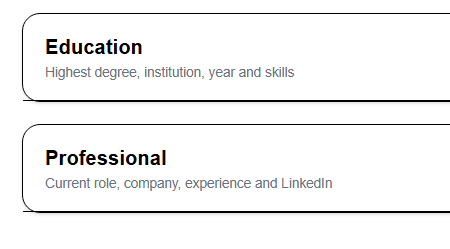 Education
Highest degree, institution, year and skills
Professional
Current role, company, experience and LinkedIn